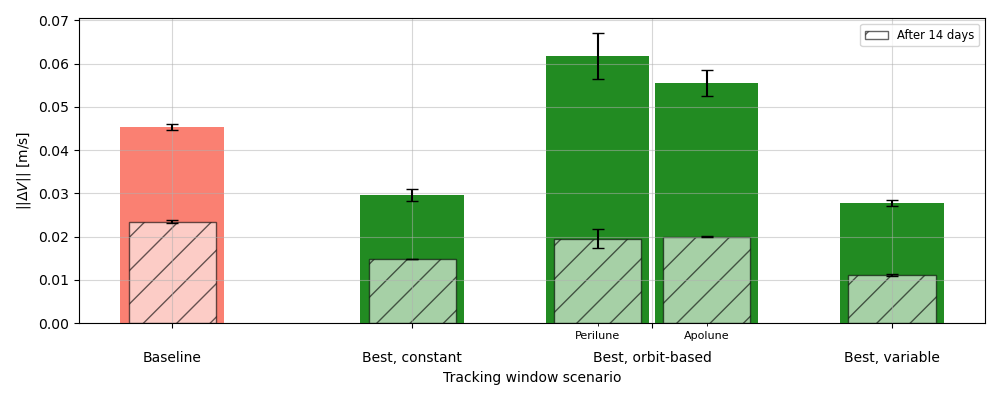 0.07
0.06
0.05
0.04
0.03
0.02
0.01
0.00
||ΔV|| [m/s]
After 14 days
Perilune Apolune
Baseline Best, constant Best, orbit-based Best, variable
Tracking window scenario